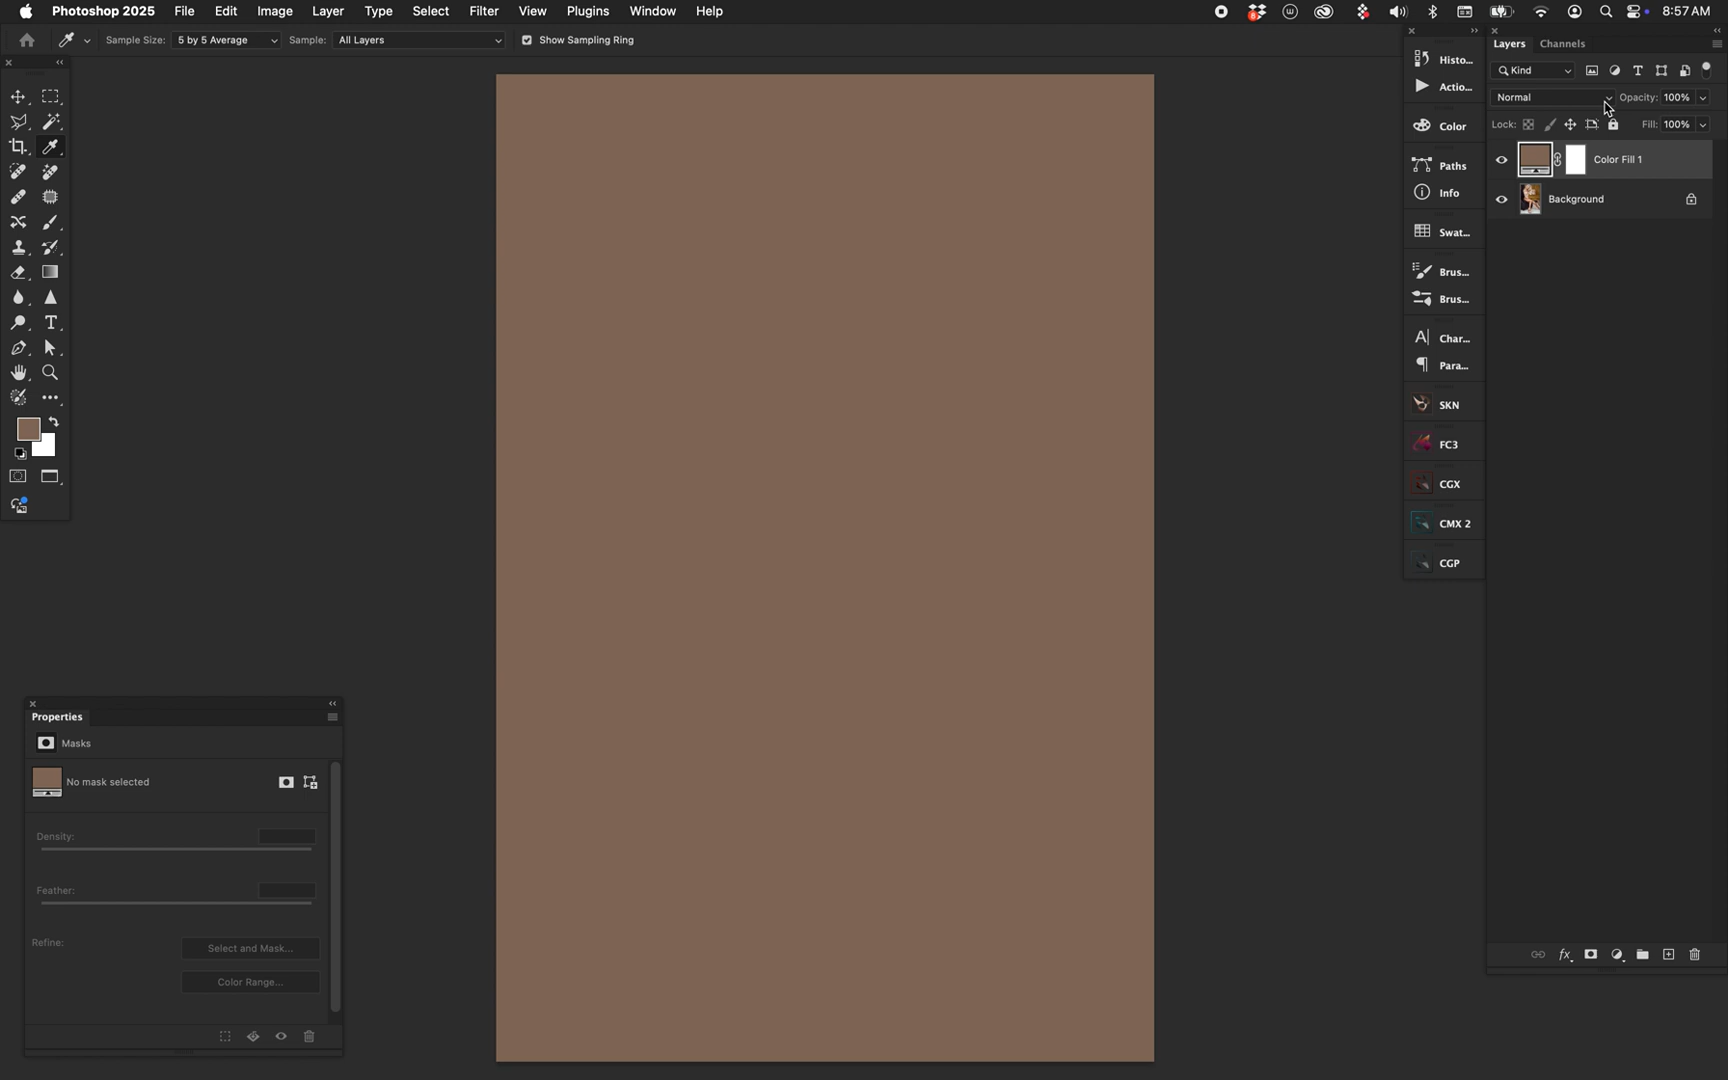 Photoshop 2025 File Edit Image Layer Type Select Filter View Plugins Window Help 8 8:57 AM
Sample Size: 5 by 5 Average Sample: All Layers Show Sampling Ring
Histo...
Actio...
Color
Paths
Info
Swat...
Brus...
Brus...
Char...
Para...
SKN
FC3
CGX
CMX 2
CGP
Layers Channels
Kind
Normal Opacity: 100%
Lock: Fill: 100%
Color Fill 1
Background
fx
Properties
Masks
No mask selected
Density:
Feather:
Refine: Select and Mask...
Color Range...